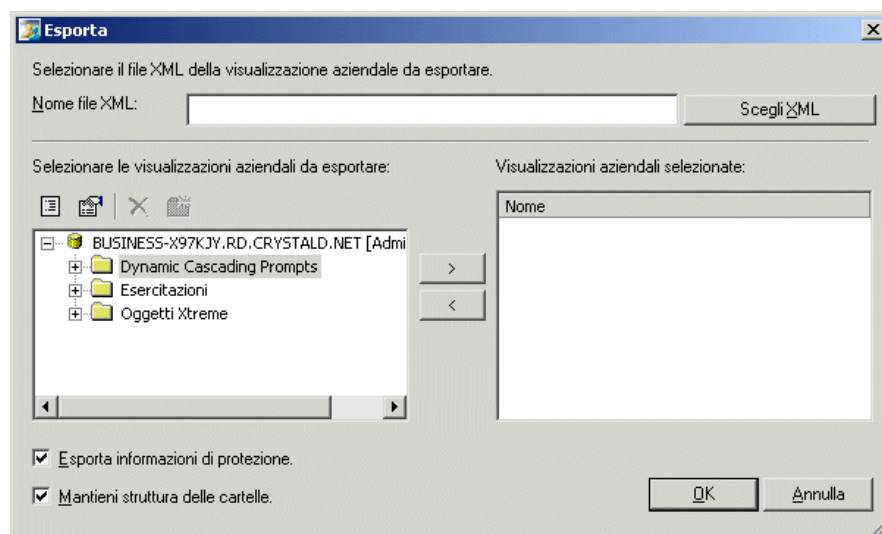 Esporta
Selezionare il file XML della visualizzazione aziendale da esportare.
Nome file XML:
Scegli XML
Selezionare le visualizzazioni aziendali da esportare:
Visualizzazioni aziendali selezionate:
Nome
BUSINESS-X97KJY.RD.CRYSTALD.NET [Admi
Dynamic Cascading Prompts
>
Esercitazioni
<
Oggetti Xtreme
Esporta informazioni di protezione.
Mantieni struttura delle cartelle.
OK
Annulla